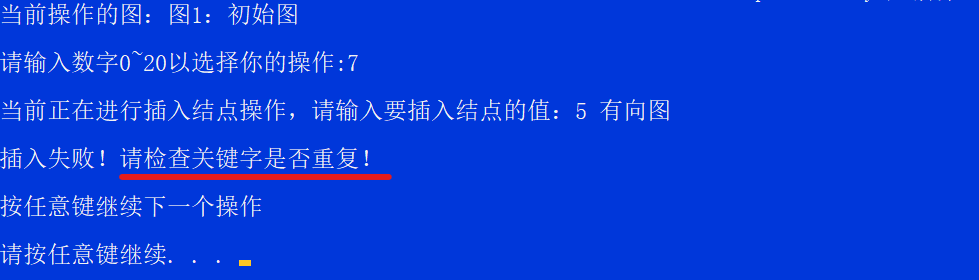 当前操作的图：图1：初始图
请输入数字0~20以选择你的操作:7
当前正在进行插入结点操作，请输入要插入结点的值：5 有向图
插入失败！请检查关键字是否重复！
按任意键继续下一个操作
请按任意键继续. . .